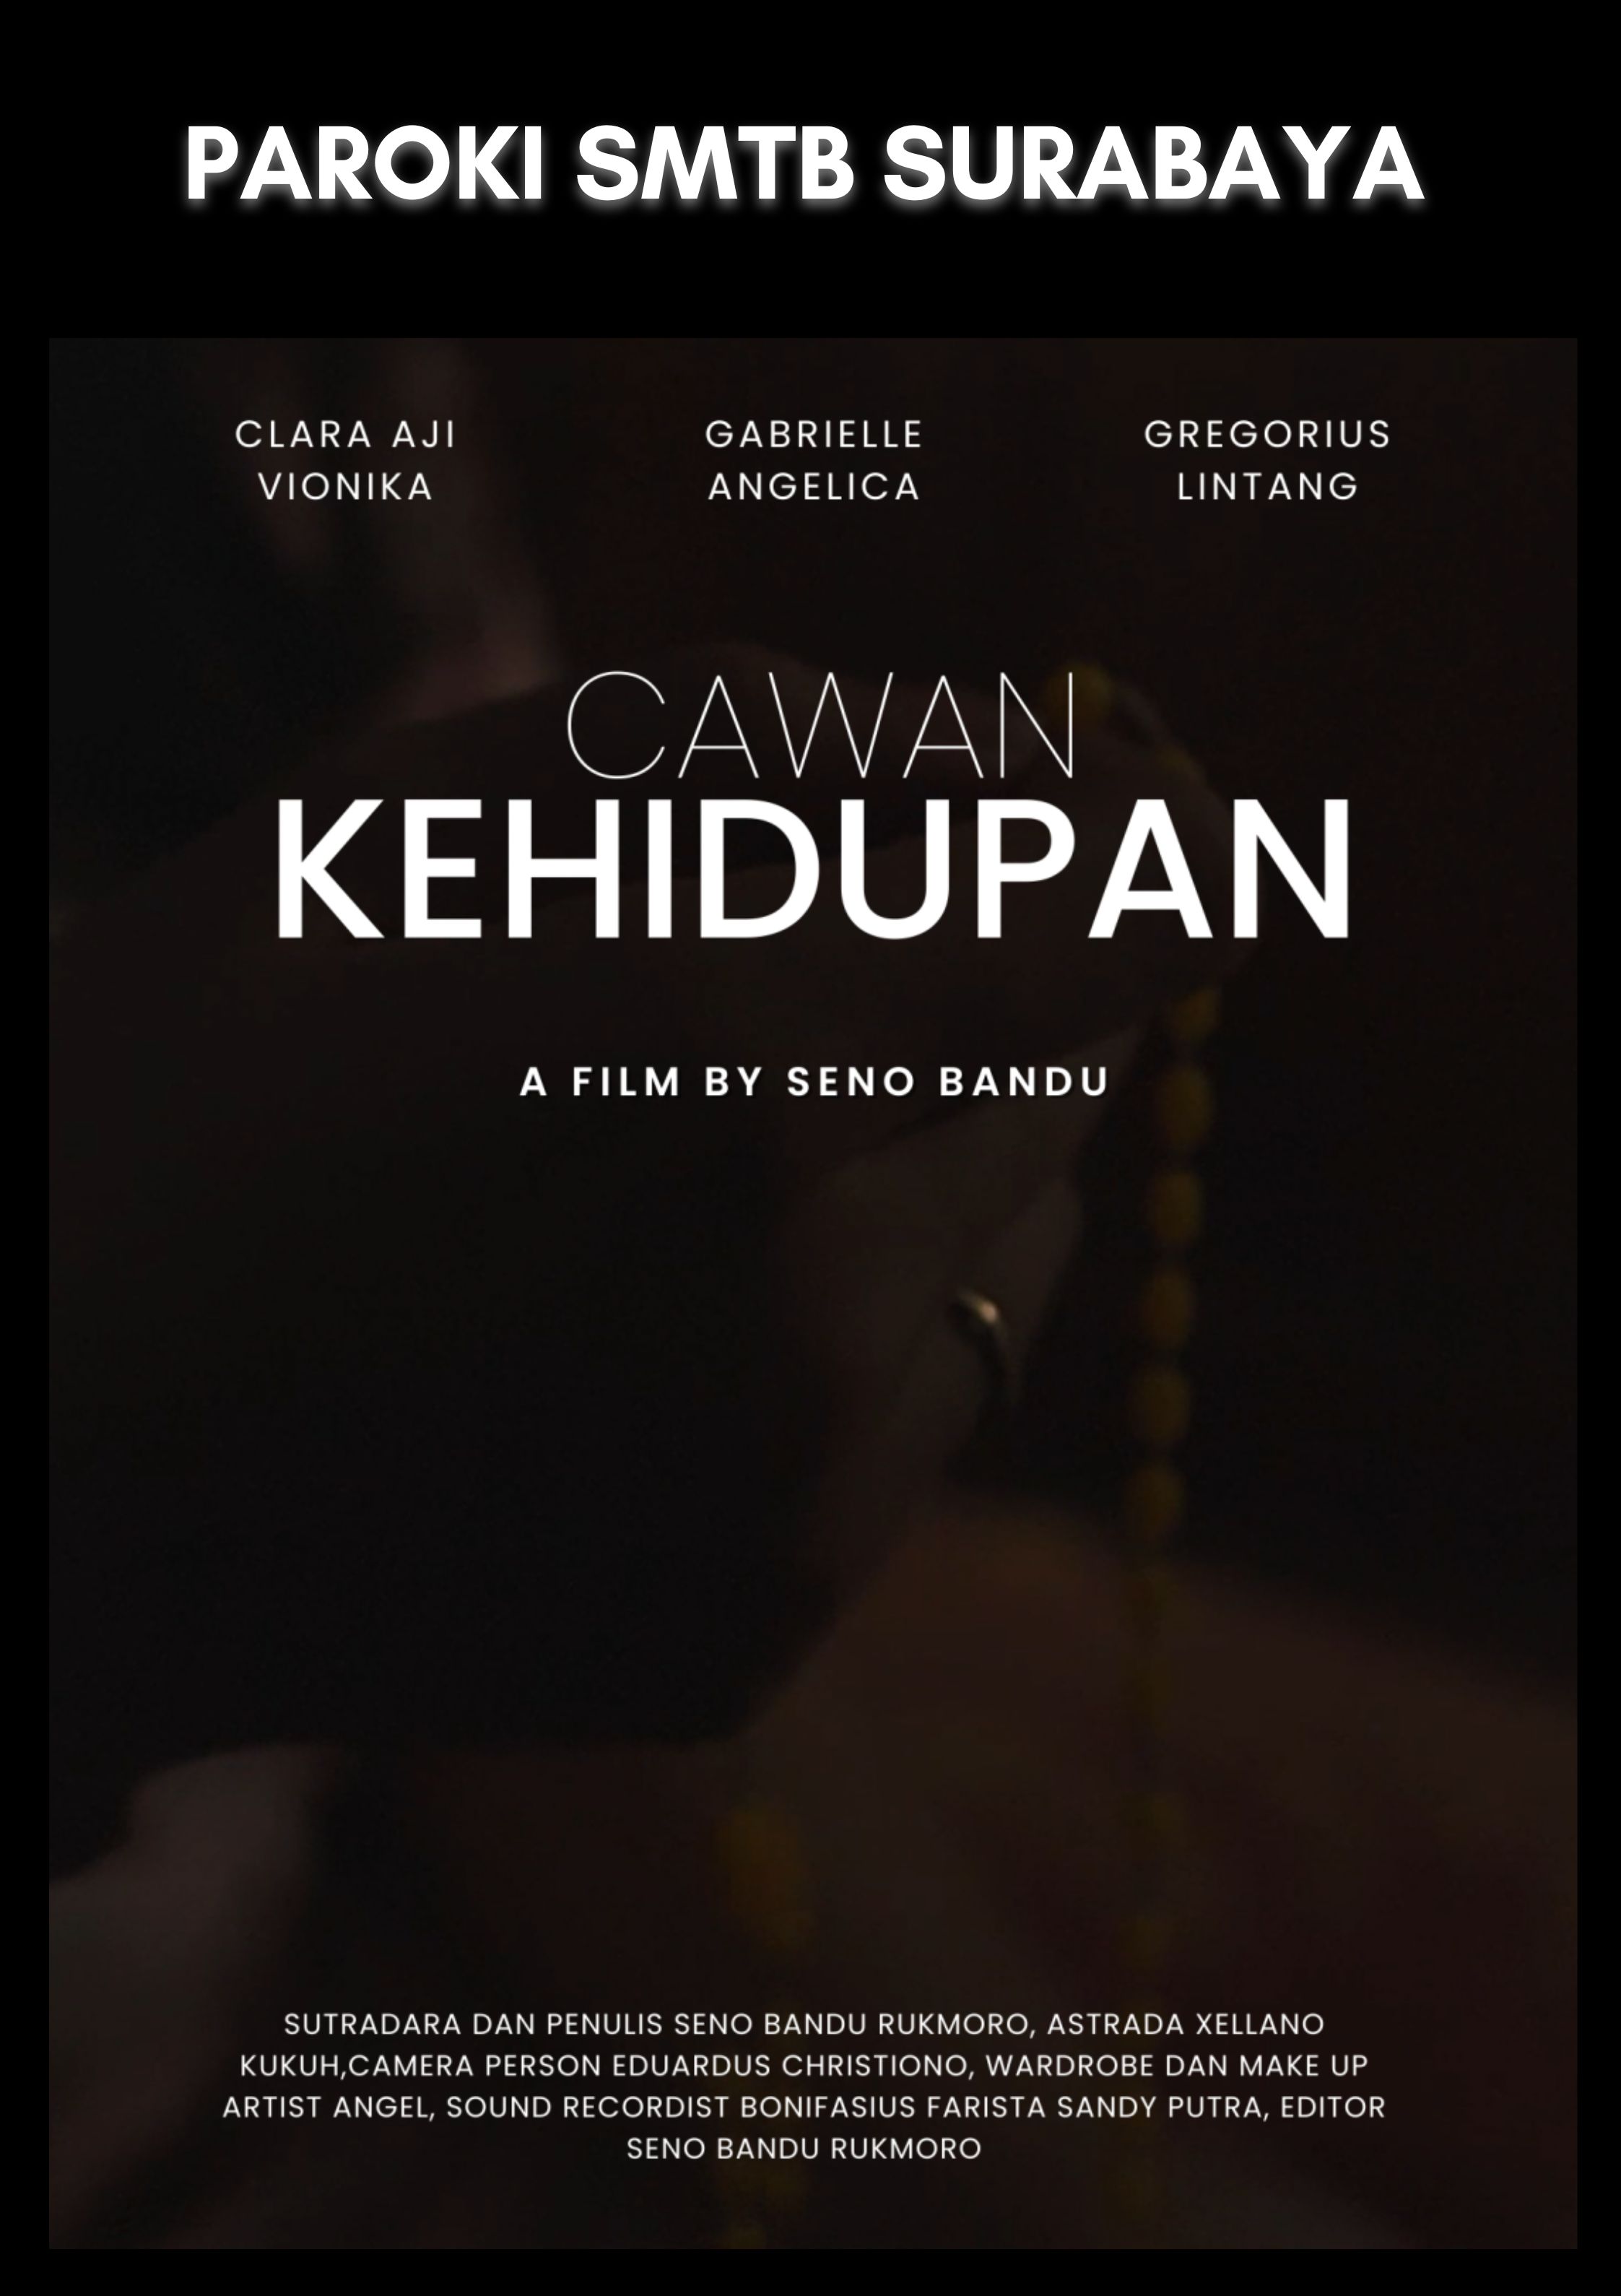 PAROKI SMTB SURABAYA
CLARA AJI
VIONIKA
GABRIELLE
ANGELICA
GREGORIUS
LINTANG
CAWAN
KEHIDUPAN
A FILM BY SENO BANDU
SUTRADARA DAN PENULIS SENO BANDU RUKMORO, ASTRADA XELLANO
KUKUH,CAMERA PERSON EDUARDUS CHRISTIONO, WARDROBE DAN MAKE UP
ARTIST ANGEL, SOUND RECORDIST BONIFASIUS FARISTA SANDY PUTRA, EDITOR
SENO BANDU RUKMORO